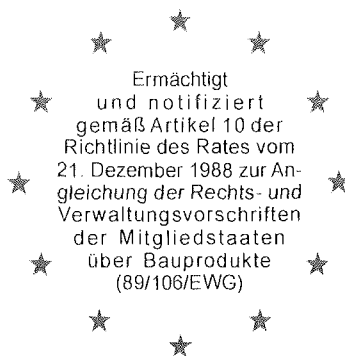 Ermächtigt
und notifiziert
gemäß Artikel 10 der
Richtlinie des Rates vom
21. Dezember 1988 zur An-
gleichung der Rechts- und
Verwaltungsvorschriften
der Mitgliedstaaten
über Bauprodukte
(89/106/EWG)